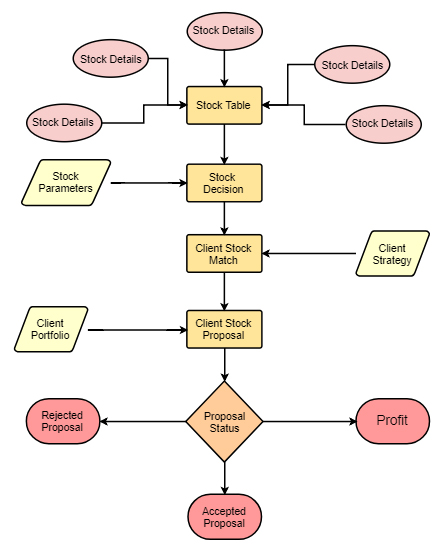 Stock Details
Stock Details
Stock Details
Stock Table
Stock Details
Stock Details
Stock
Parameters
Stock
Decision
Client Stock
Match
Client
Strategy
Client
Portfolio
Client Stock
Proposal
Proposal
Status
Rejected
Proposal
Profit
Accepted
Proposal